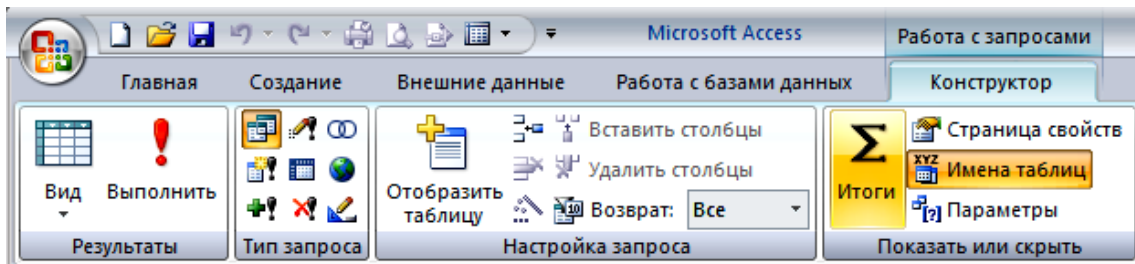 Microsoft Access
Работа с запросами
Главная Создание Внешние данные Работа с базами данных Конструктор
Вид
Выполнить
Отобразить
таблицу
Вставить столбцы
Удалить столбцы
Возврат: Все
Σ
Итоги
Страница свойств
XYZ
Имена таблиц
[?] Параметры
Результаты Тип запроса Настройка запроса Показать или скрыть